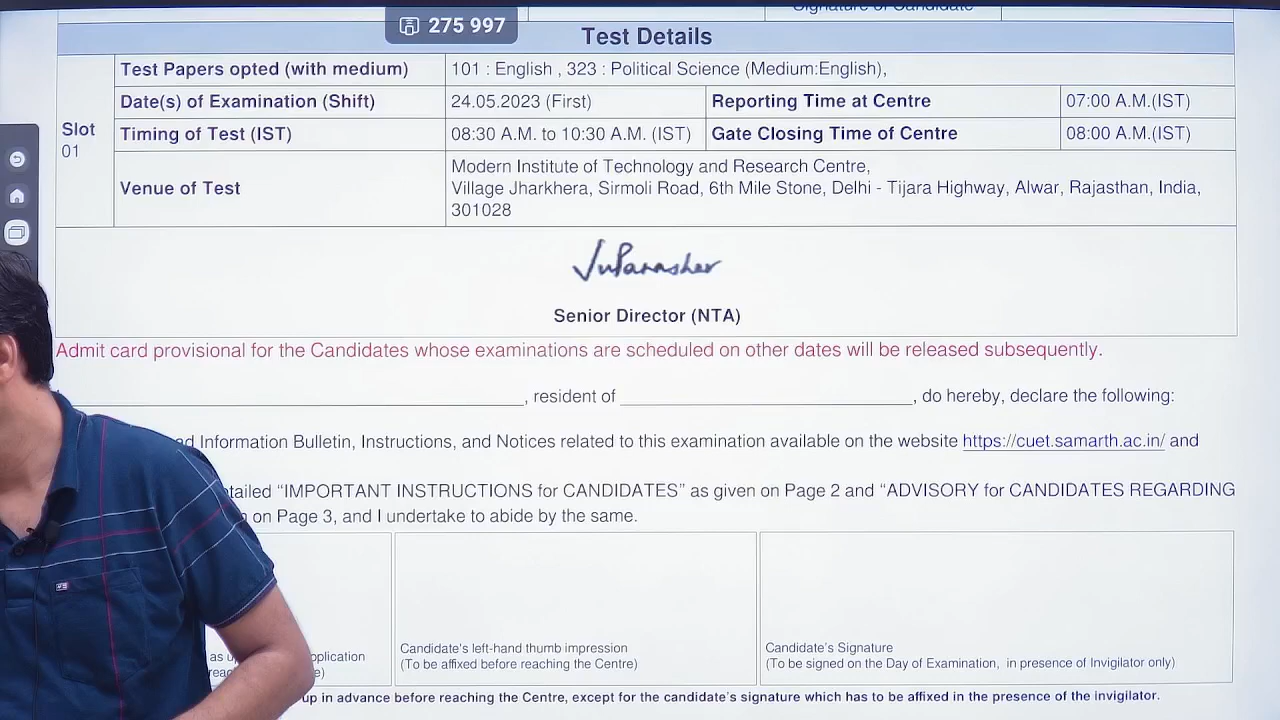 Signature of Candidate
275 997
Test Details
Slot 01
Test Papers opted (with medium) 101 : English , 323 : Political Science (Medium:English),
Date(s) of Examination (Shift) 24.05.2023 (First) Reporting Time at Centre 07:00 A.M.(IST)
Timing of Test (IST) 08:30 A.M. to 10:30 A.M. (IST) Gate Closing Time of Centre 08:00 A.M.(IST)
Venue of Test
Modern Institute of Technology and Research Centre,
Village Jharkhera, Sirmoli Road, 6th Mile Stone, Delhi - Tijara Highway, Alwar, Rajasthan, India,
301028
Senior Director (NTA)
Admit card provisional for the Candidates whose examinations are scheduled on other dates will be released subsequently.
, resident of , do hereby, declare the following:
Information Bulletin, Instructions, and Notices related to this examination available on the website https://cuet.samarth.ac.in/ and
“IMPORTANT INSTRUCTIONS for CANDIDATES” as given on Page 2 and “ADVISORY for CANDIDATES REGARDING
on Page 3, and I undertake to abide by the same.
Candidate's left-hand thumb impression
(To be affixed before reaching the Centre)
Candidate's Signature
(To be signed on the Day of Examination, in presence of Invigilator only)
up in advance before reaching the Centre, except for the candidate's signature which has to be affixed in the presence of the invigilator.